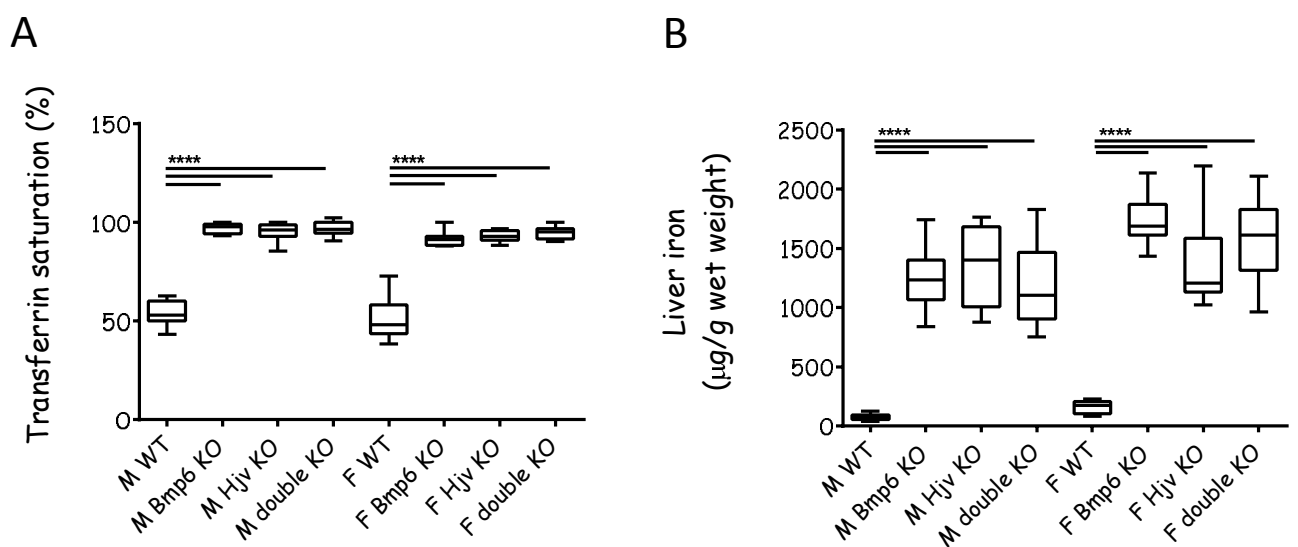 A
Transferrin saturation (%)
150
100
50
0
****
****
M WT
M Bmp6 KO
M Hjv KO
M double KO
F WT
F Bmp6 KO
F Hjv KO
F double KO
B
Liver iron
(µg/g wet weight)
2500
2000
1500
1000
500
0
****
****
M WT
M Bmp6 KO
M Hjv KO
M double KO
F WT
F Bmp6 KO
F Hjv KO
F double KO